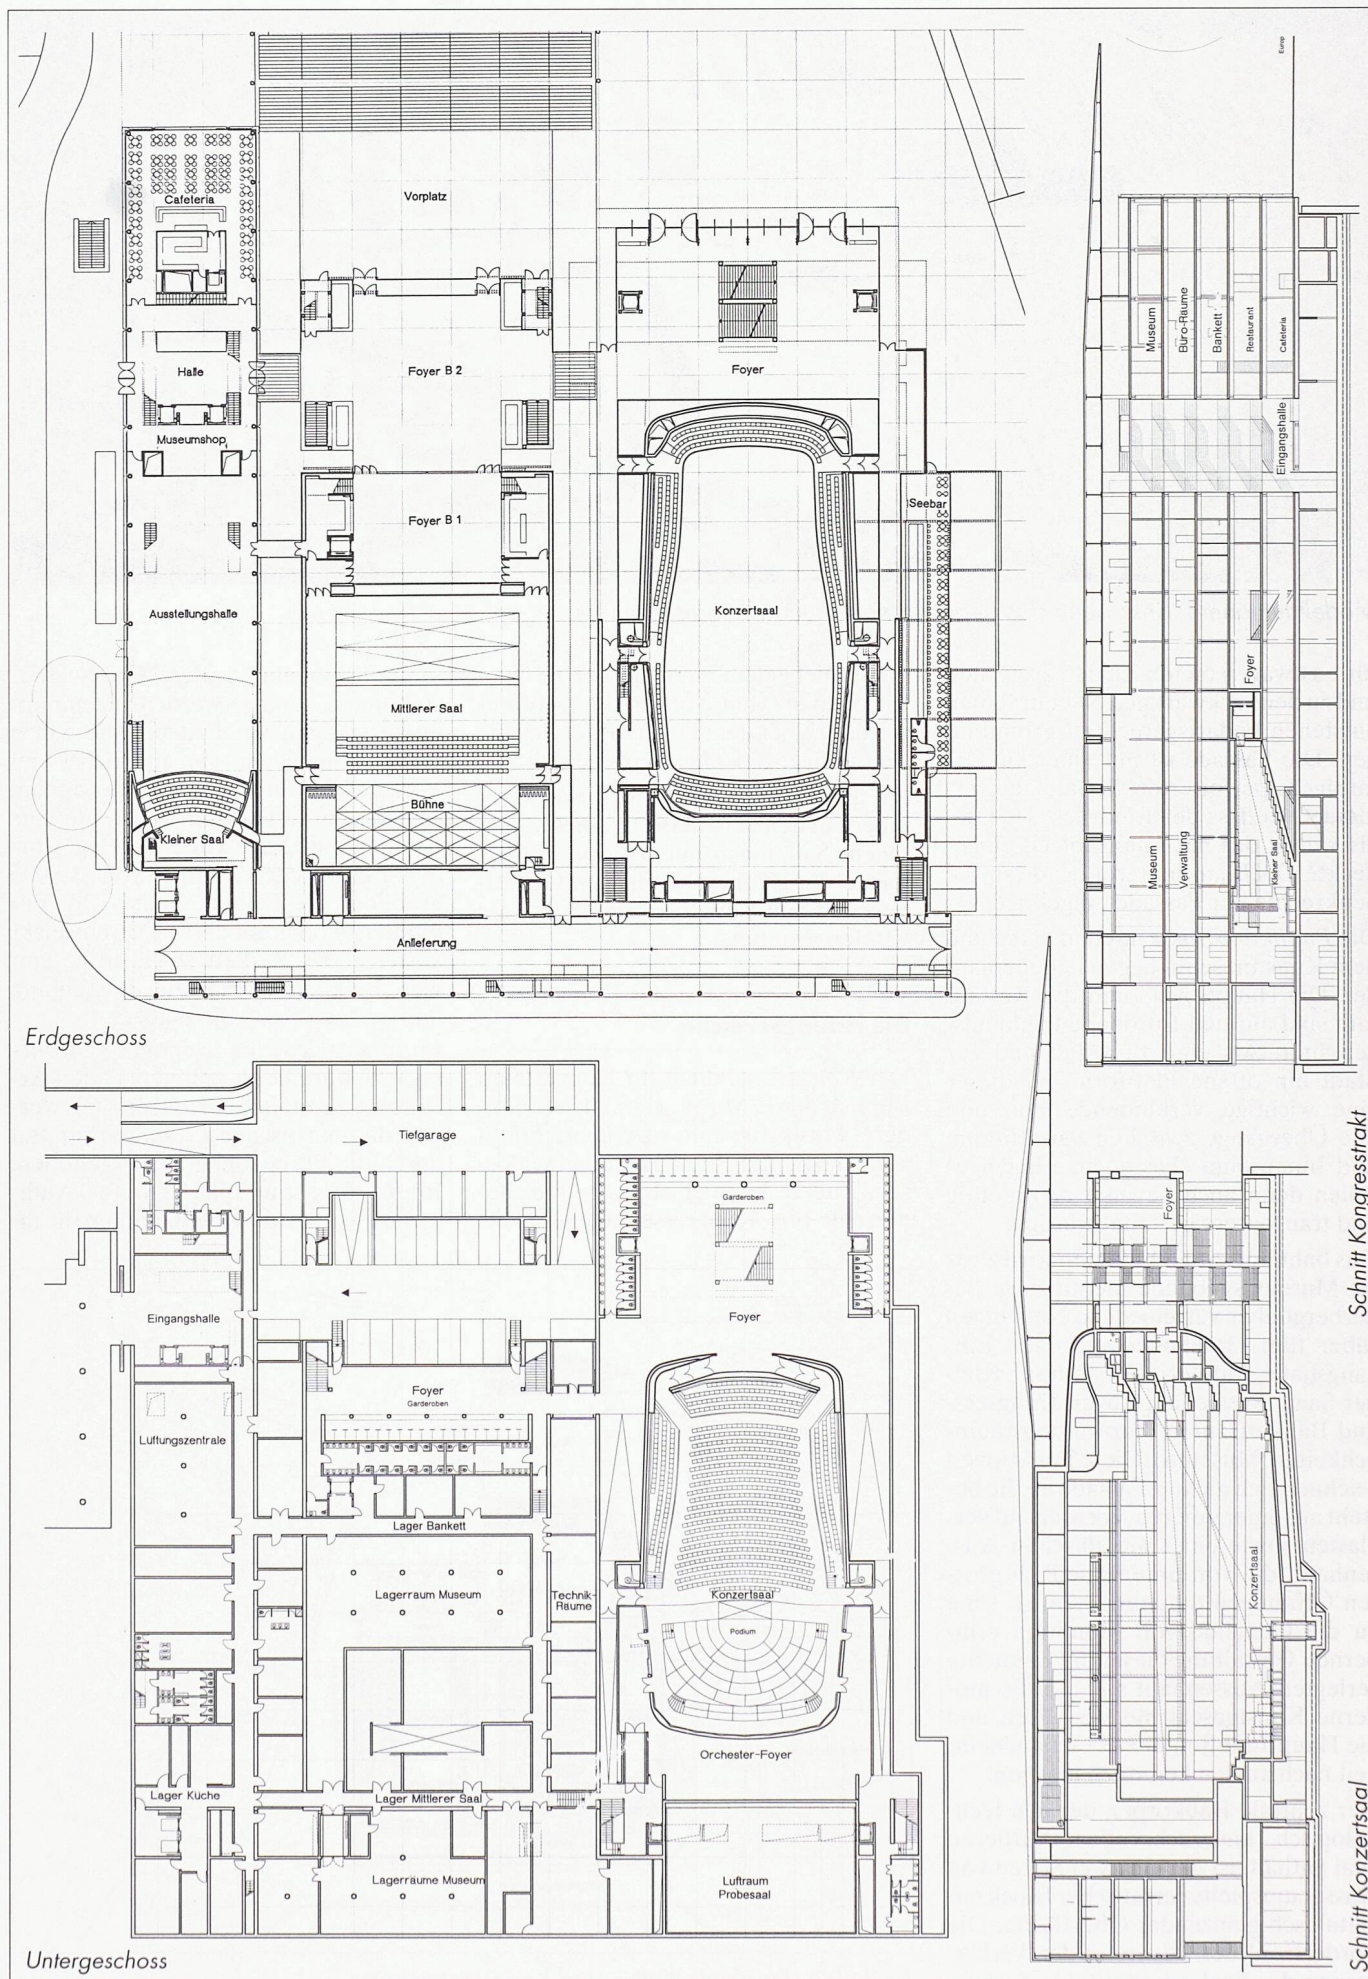 Europ
Vorplatz
Cafeteria
Halle
Foyer B 2
Foyer
Museumshop
Foyer B 1
Seebar
Ausstellungshalle
Konzertsaal
Mittlerer Saal
Bühne
Kleiner Saal
Anlieferung
Erdgeschoss
Museum
Büro-Räume
Bankett
Restaurant
Cafeteria
Eingangshalle
Foyer
Museum
Verwaltung
Kleiner Saal
Schnitt Kongresstrakt
Tiefgarage
Garderoben
Eingangshalle
Foyer
Foyer
Garderoben
Lüftungszentrale
Lager Bankett
Lagerraum Museum
Technik-
Räume
Konzertsaal
Podium
Orchester-Foyer
Lager Küche
Lager Mittlerer Saal
Lagerräume Museum
Luftraum
Probesaal
Untergeschoss
Foyer
Konzertsaal
Schnitt Konzertsaal